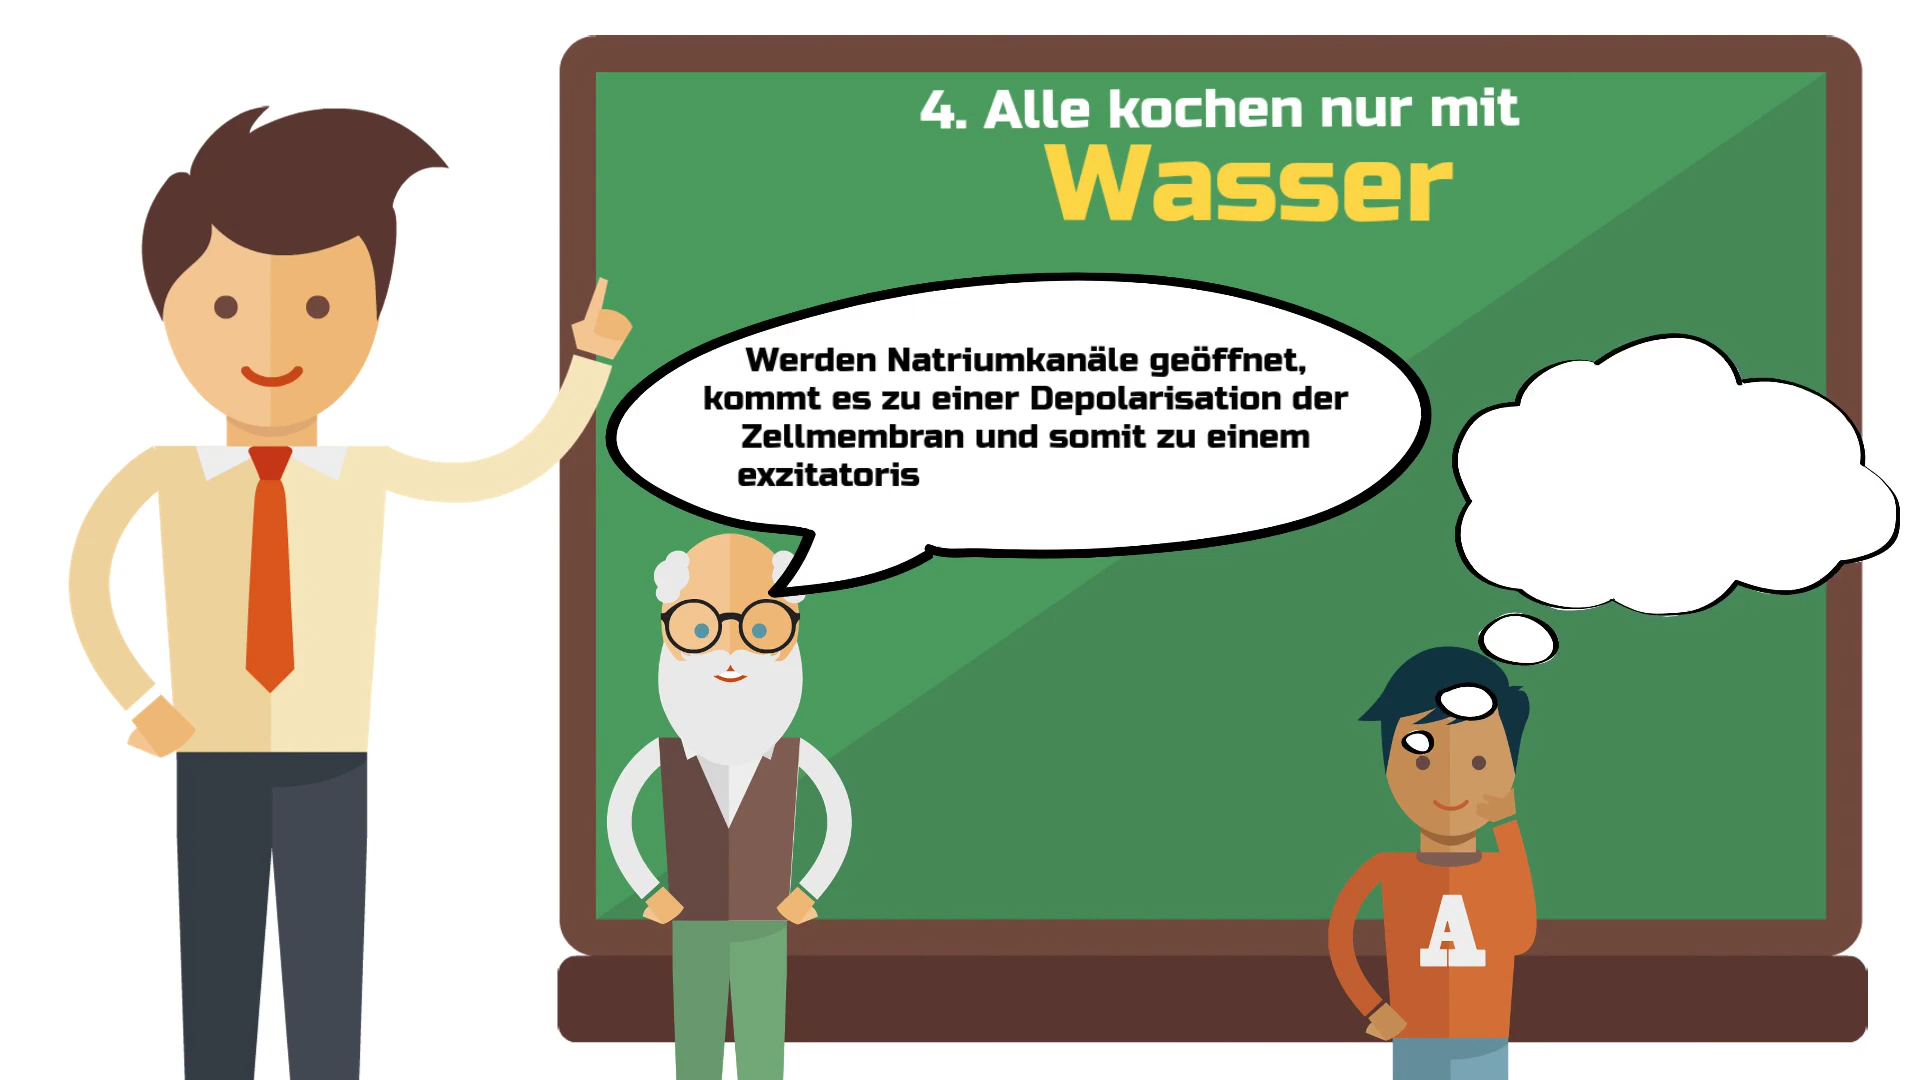 4. Alle kochen nur mit
Wasser
Werden Natriumkanäle geöffnet,
kommt es zu einer Depolarisation der
Zellmembran und somit zu einem
exzitatoris
A